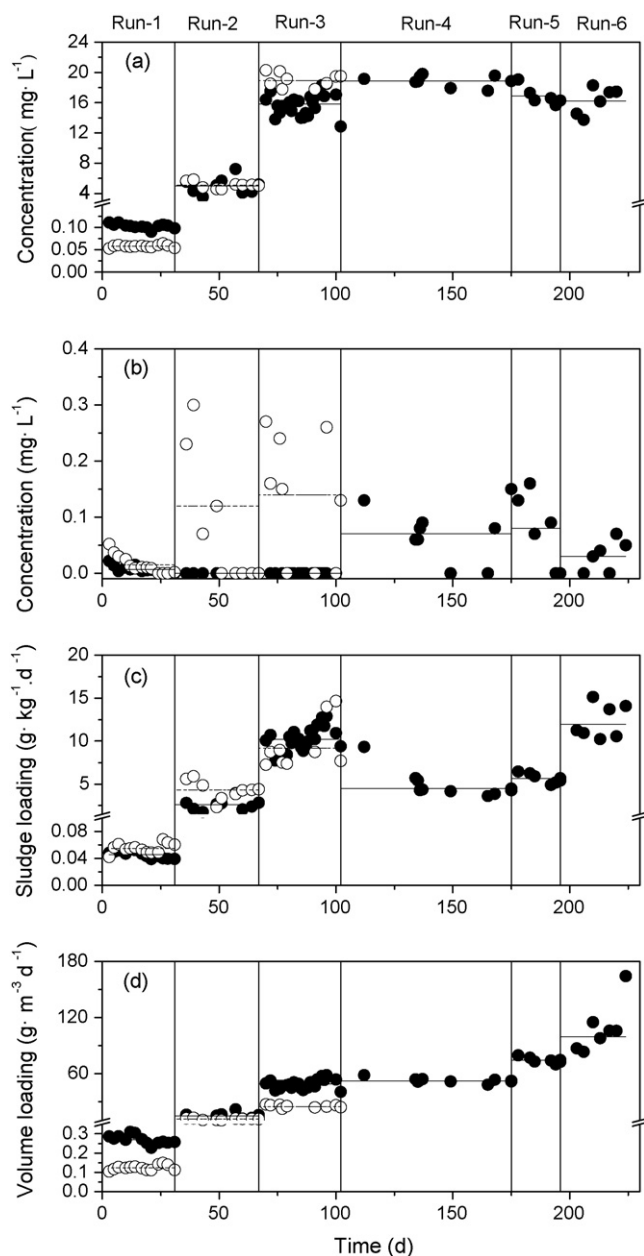 Run-1 Run-2 Run-3 Run-4 Run-5 Run-6
(a)
Concentration( mg· L-1)
24
20
16
12
8
4
0.10
0.05
0.00
0 50 100 150 200
(b)
Concentration (mg· L-1)
0.4
0.3
0.2
0.1
0.0
0 50 100 150 200
(c)
Sludge loading (g· kg-1.d-1)
20
15
10
5
0.08
0.04
0.00
0 50 100 150 200
(d)
Volume loading (g· m-3 d-1)
180
120
60
0.3
0.2
0.1
0.0
0 50 100 150 200
Time (d)